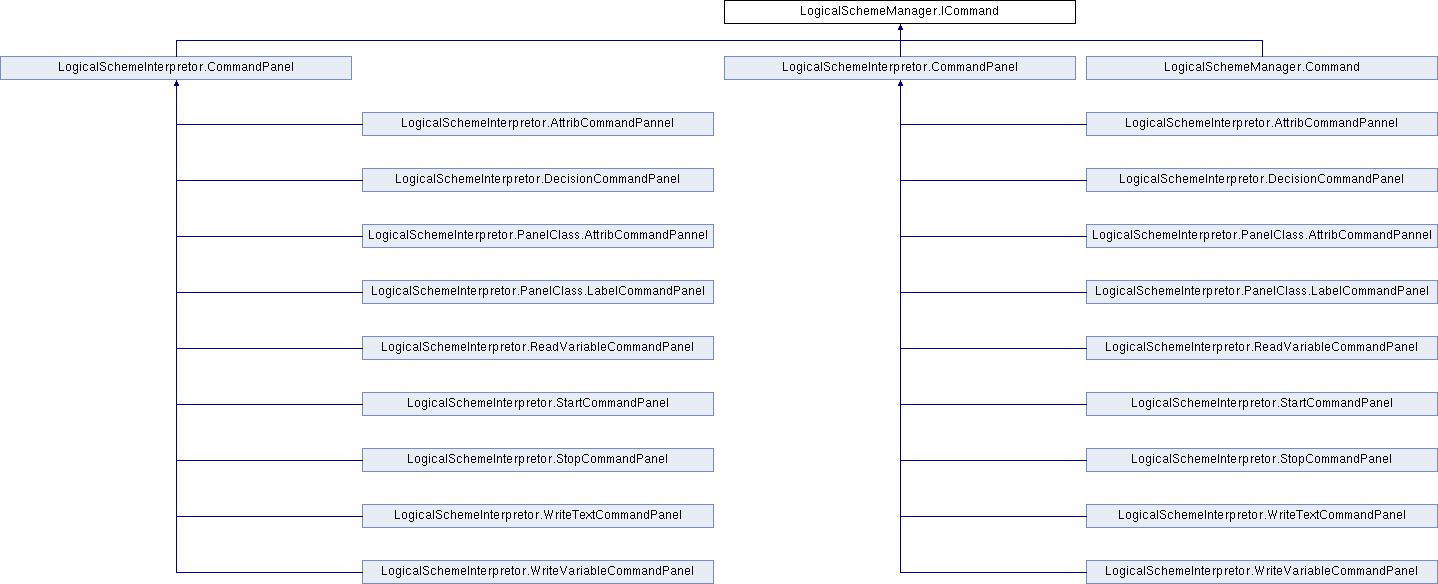 LogicalSchemeManager.ICommand
LogicalSchemeInterpretor.CommandPanel
LogicalSchemeInterpretor.CommandPanel
LogicalSchemeManager.Command
LogicalSchemeInterpretor.AttribCommandPannel
LogicalSchemeInterpretor.AttribCommandPannel
LogicalSchemeInterpretor.DecisionCommandPanel
LogicalSchemeInterpretor.DecisionCommandPanel
LogicalSchemeInterpretor.PanelClass.AttribCommandPannel
LogicalSchemeInterpretor.PanelClass.AttribCommandPannel
LogicalSchemeInterpretor.PanelClass.LabelCommandPanel
LogicalSchemeInterpretor.PanelClass.LabelCommandPanel
LogicalSchemeInterpretor.ReadVariableCommandPanel
LogicalSchemeInterpretor.ReadVariableCommandPanel
LogicalSchemeInterpretor.StartCommandPanel
LogicalSchemeInterpretor.StartCommandPanel
LogicalSchemeInterpretor.StopCommandPanel
LogicalSchemeInterpretor.StopCommandPanel
LogicalSchemeInterpretor.WriteTextCommandPanel
LogicalSchemeInterpretor.WriteTextCommandPanel
LogicalSchemeInterpretor.WriteVariableCommandPanel
LogicalSchemeInterpretor.WriteVariableCommandPanel